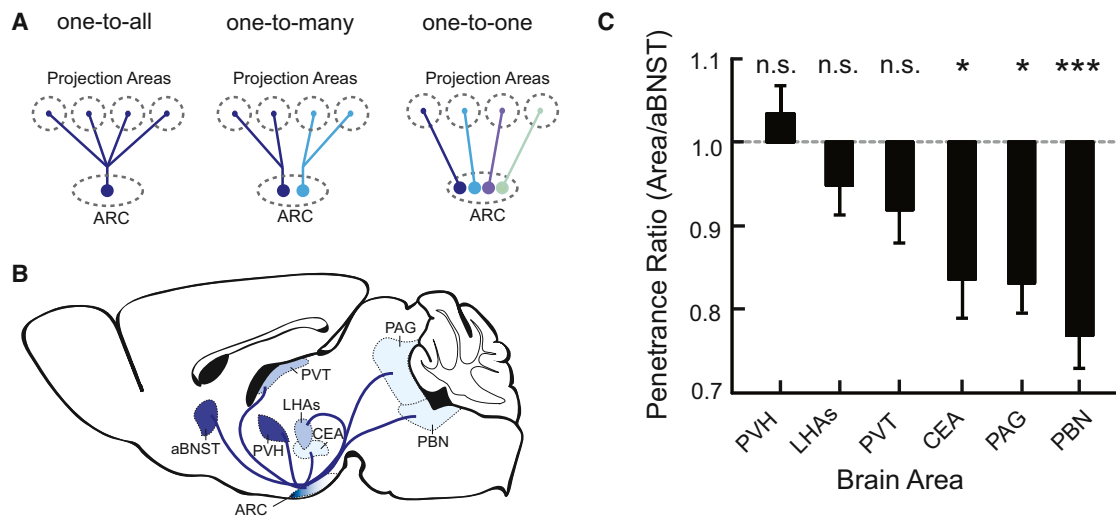 A
one-to-all
one-to-many
one-to-one
Projection Areas
Projection Areas
Projection Areas
ARC
ARC
ARC
B
PAG
PVT
LHAs
CEA
aBNST
PVH
PBN
ARC
C
Penetrance Ratio (Area/aBNST)
1.1
1.0
0.9
0.8
0.7
n.s.
n.s.
n.s.
*
*
***
PVH
LHAs
PVT
CEA
PAG
PBN
Brain Area